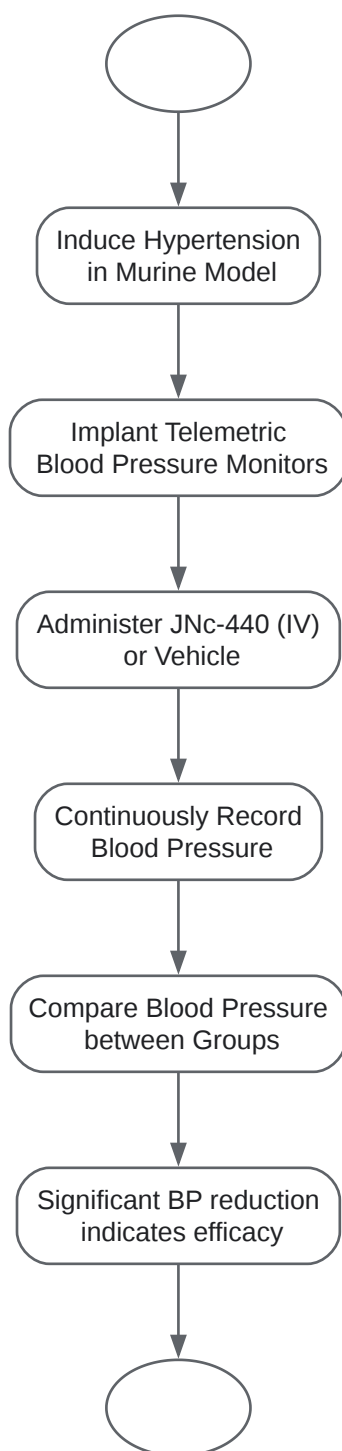 Induce Hypertension
in Murine Model
Implant Telemetric
Blood Pressure Monitors
Administer JNc-440 (IV)
or Vehicle
Continuously Record
Blood Pressure
Compare Blood Pressure
between Groups
Significant BP reduction
indicates efficacy